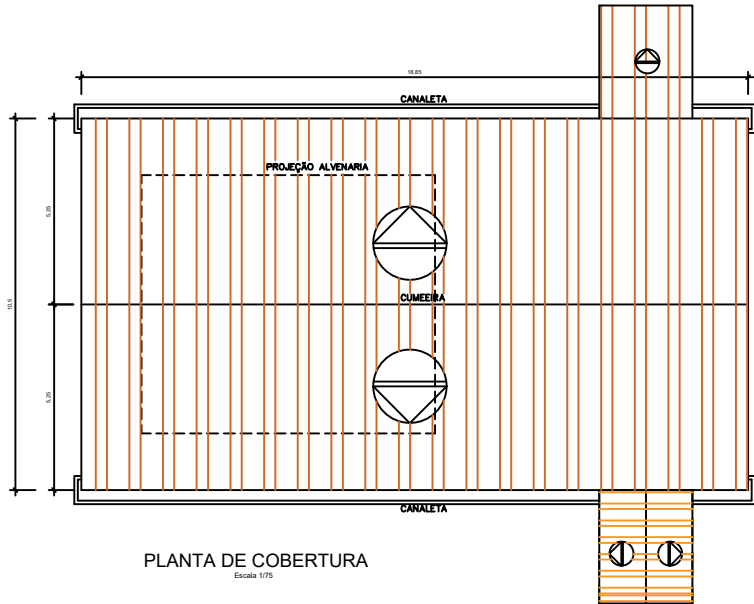 18,85
CANALETA
PROJEÇÃO ALVENARIA
5,25
10,5
CUMEEIRA
5,25
CANALETA
PLANTA DE COBERTURA
Escala 1/75